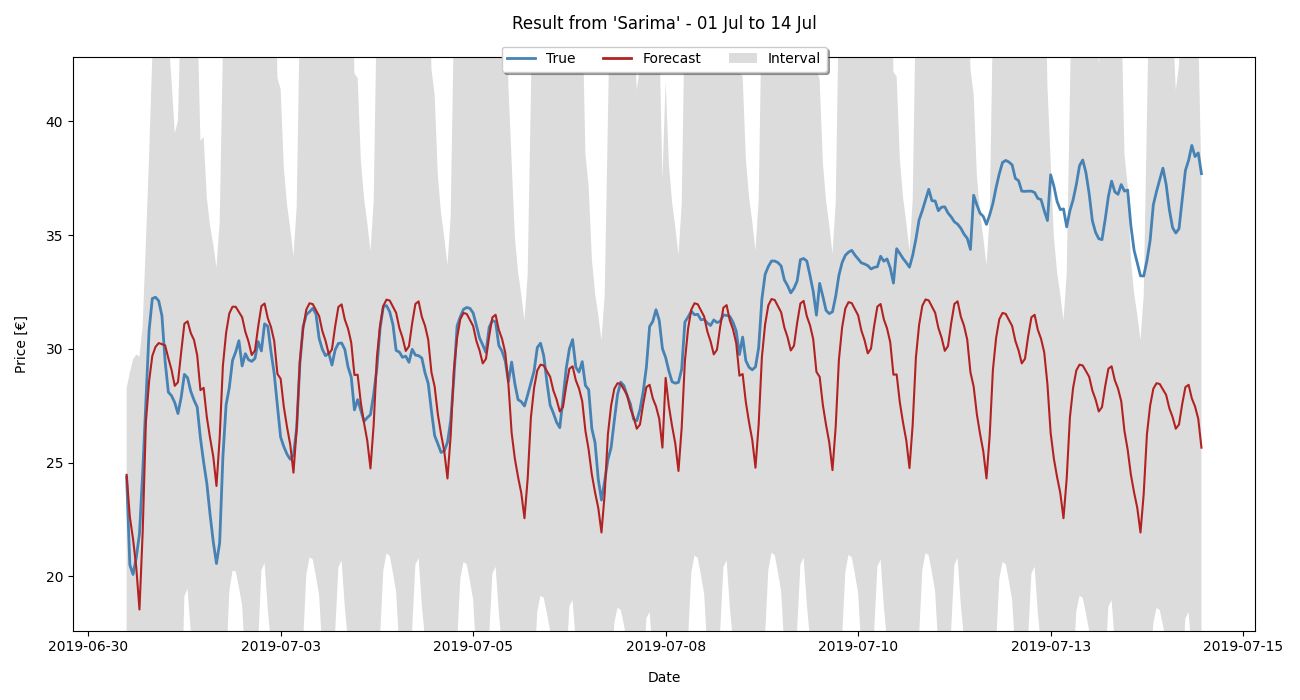 Result from 'Sarima' - 01 Jul to 14 Jul
True Forecast Interval
40
35
30
25
20
Price [€]
2019-06-30 2019-07-03 2019-07-05 2019-07-08 2019-07-10 2019-07-13 2019-07-15
Date